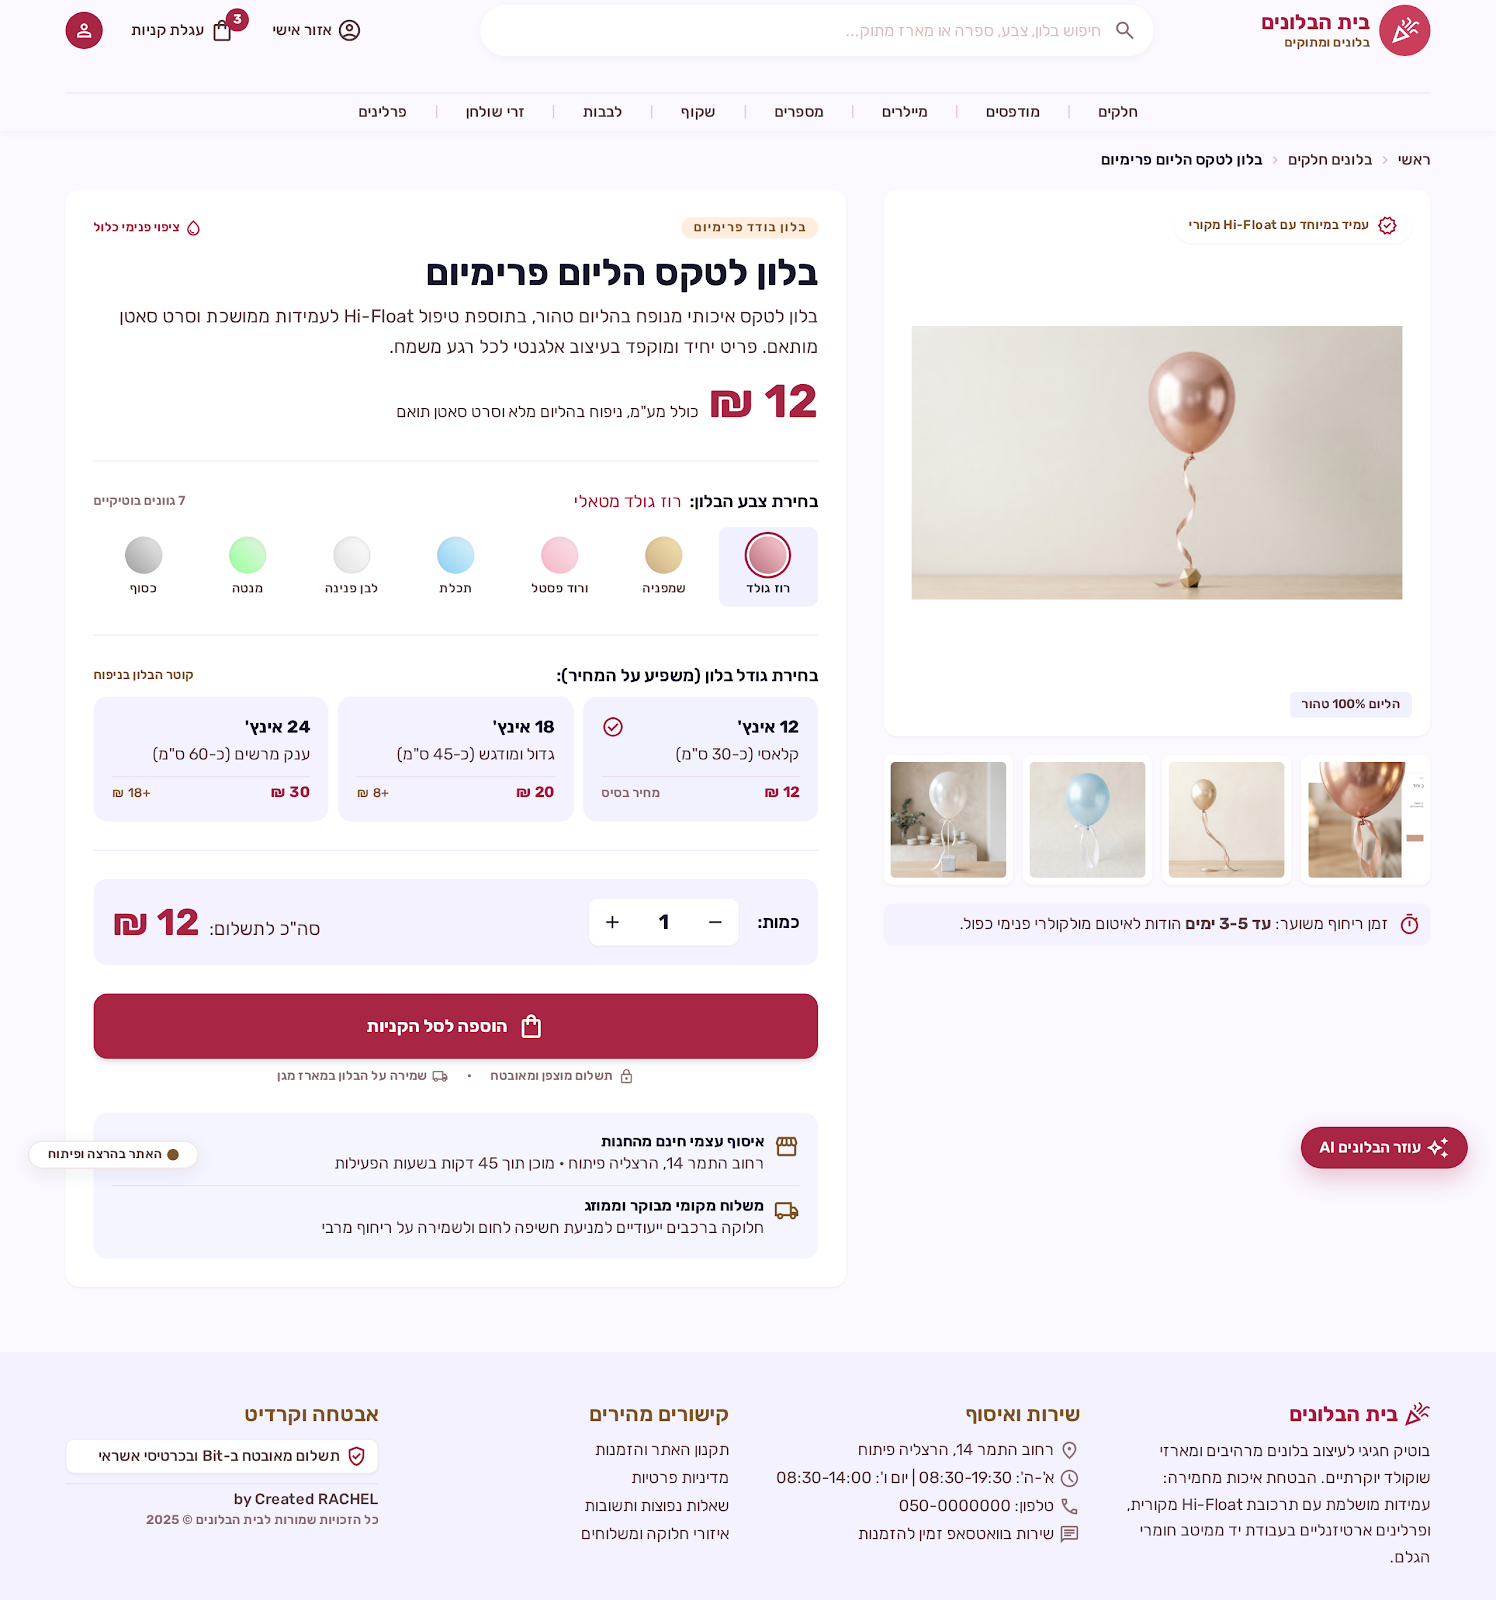 בית הבלונים
בלונים ומתוקים
חיפוש בלון, צבע, ספרה או מארז מתוק...
אזור אישי
עגלת קניות
3
חלקים
מודפסים
מיילרים
מספרים
שקוף
לבבות
זרי שולחן
פרלינים
ראשי › בלונים חלקים › בלון לטקס הליום פרימיום
עמיד במיוחד עם Hi-Float מקורי
הליום 100% טהור
זמן ריחוף משוער: עד 3-5 ימים הודות לאיטום מולקולרי פנימי כפול.
בלון בודד פרימיום
ציפוי פנימי כלול
בלון לטקס הליום פרימיום
בלון לטקס איכותי מנופח בהליום טהור, בתוספת טיפול Hi-Float לעמידות ממושכת וסרט סאטן
מותאם. פריט יחיד ומוקפד בעיצוב אלגנטי לכל רגע משמח.
12 ₪ כולל מע"מ, ניפוח בהליום מלא וסרט סאטן תואם
בחירת צבע הבלון: רוז גולד מטאלי
7 גוונים בוטיקיים
רוז גולד
שמפניה
ורוד פסטל
תכלת
לבן פנינה
מנטה
כסוף
בחירת גודל בלון (משפיע על המחיר):
קוטר הבלון בניפוח
12 אינץ'
קלאסי (כ-30 ס"מ)
12 ₪
מחיר בסיס
18 אינץ'
גדול ומודגש (כ-45 ס"מ)
20 ₪
+8 ₪
24 אינץ'
ענק מרשים (כ-60 ס"מ)
30 ₪
+18 ₪
כמות:
− 1 +
סה"כ לתשלום: 12 ₪
הוספה לסל הקניות
תשלום מוצפן ומאובטח • שמירה על הבלון במארז מגן
איסוף עצמי חינם מהחנות
רחוב התמר 14, הרצליה פיתוח • מוכן תוך 45 דקות בשעות הפעילות
משלוח מקומי מבוקר וממוזג
חלוקה ברכבים ייעודיים למניעת חשיפה לחום ולשמירה על ריחוף מרבי
עוזר הבלונים AI
האתר בהרצה ופיתוח
בית הבלונים
בוטיק חגיגי לעיצוב בלונים מרהיבים ומארזי
שוקולד יוקרתיים. הבטחת איכות מחמירה:
עמידות מושלמת עם תרכובת Hi-Float מקורית,
ופרלינים ארטיזנליים בעבודת יד ממיטב חומרי
הגלם.
שירות ואיסוף
רחוב התמר 14, הרצליה פיתוח
א'-ה': 08:30-19:30 | יום ו': 08:30-14:00
טלפון: 050-0000000
שירות בוואטסאפ זמין להזמנות
קישורים מהירים
תקנון האתר והזמנות
מדיניות פרטיות
שאלות נפוצות ותשובות
איזורי חלוקה ומשלוחים
אבטחה וקרדיט
תשלום מאובטח ב-Bit ובכרטיסי אשראי
by Created RACHEL
כל הזכויות שמורות לבית הבלונים © 2025